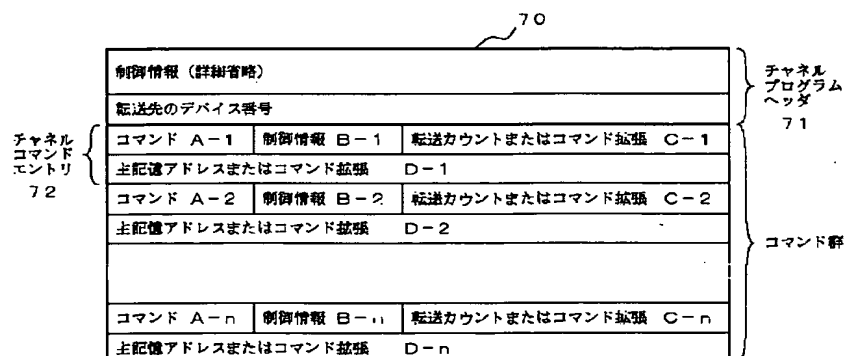 70
制御情報（詳細省略）
転送先のデバイス番号
チャネル
プログラム
ヘッダ
71
チャネル
コマンド
エントリ
72
コマンド A－1 制御情報 B－1 転送カウントまたはコマンド拡張 C－1
主記憶アドレスまたはコマンド拡張 D－1
コマンド A－2 制御情報 B－2 転送カウントまたはコマンド拡張 C－2
主記憶アドレスまたはコマンド拡張 D－2
コマンド群
コマンド A－n 制御情報 B－n 転送カウントまたはコマンド拡張 C－n
主記憶アドレスまたはコマンド拡張 D－n